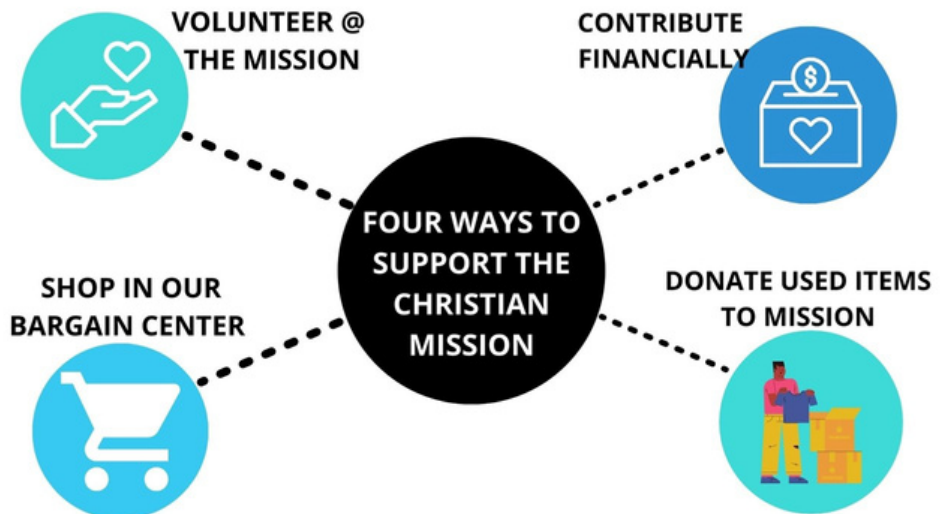 VOLUNTEER @
THE MISSION
CONTRIBUTE
FINANCIALLY
$
FOUR WAYS TO
SUPPORT THE
CHRISTIAN
MISSION
SHOP IN OUR
BARGAIN CENTER
DONATE USED ITEMS
TO MISSION